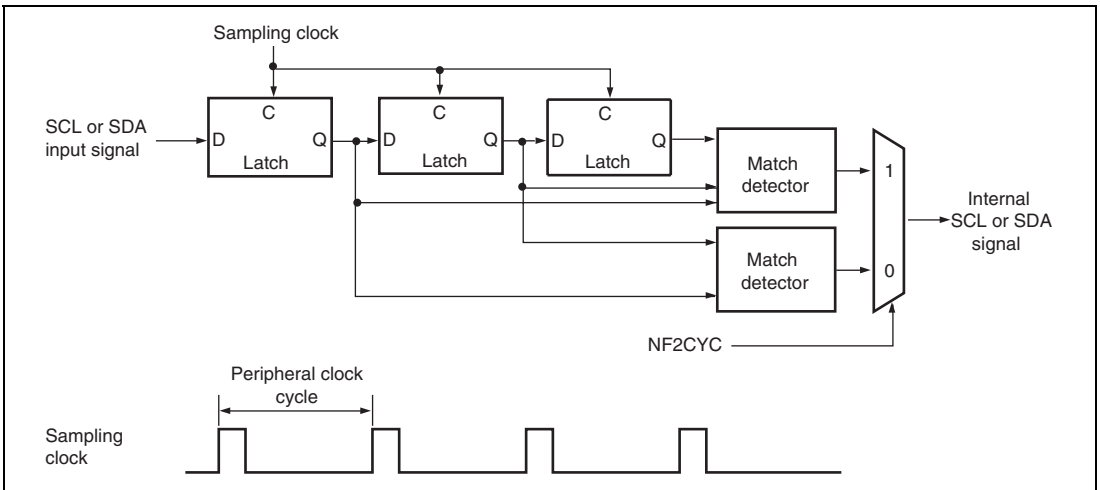 Sampling clock
SCL or SDA
input signal
C
D
Q
Latch
C
D
Q
Latch
C
D
Q
Latch
Match
detector
1
Match
detector
0
Internal
SCL or SDA
signal
NF2CYC
Peripheral clock
cycle
Sampling
clock